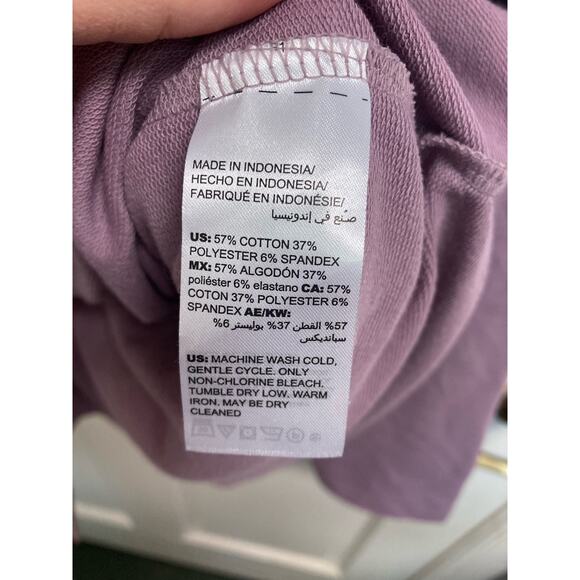 MADE IN INDONESIA/
HECHO EN INDONESIA/
FABRIQUÉ EN INDONÉSIE/
صنع في إندونيسيا
US: 57% COTTON 37%
POLYESTER 6% SPANDEX
MX: 57% ALGODÓN 37%
poliéster 6% elastano CA: 57%
COTON 37% POLYESTER 6%
SPANDEX AE/KW:
57% القطن 37% بوليستر 6%
سبانديكس
US: MACHINE WASH COLD,
GENTLE CYCLE. ONLY
NON-CHLORINE BLEACH.
TUMBLE DRY LOW. WARM
IRON. MAY BE DRY
CLEANED